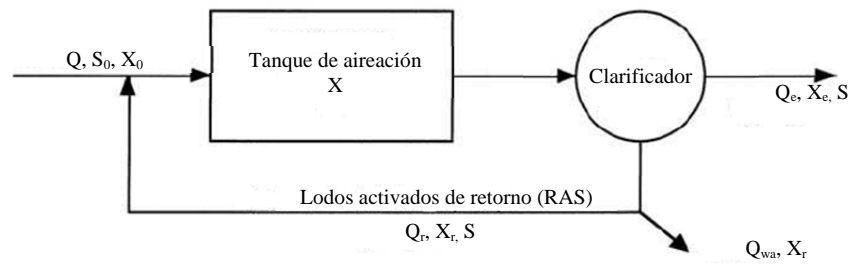 Q, S₀, X₀
Tanque de aireación
X
Clarificador
Qₑ, Xₑ, S
Lodos activados de retorno (RAS)
Qᵣ, Xᵣ, S
Q_wa, Xᵣ